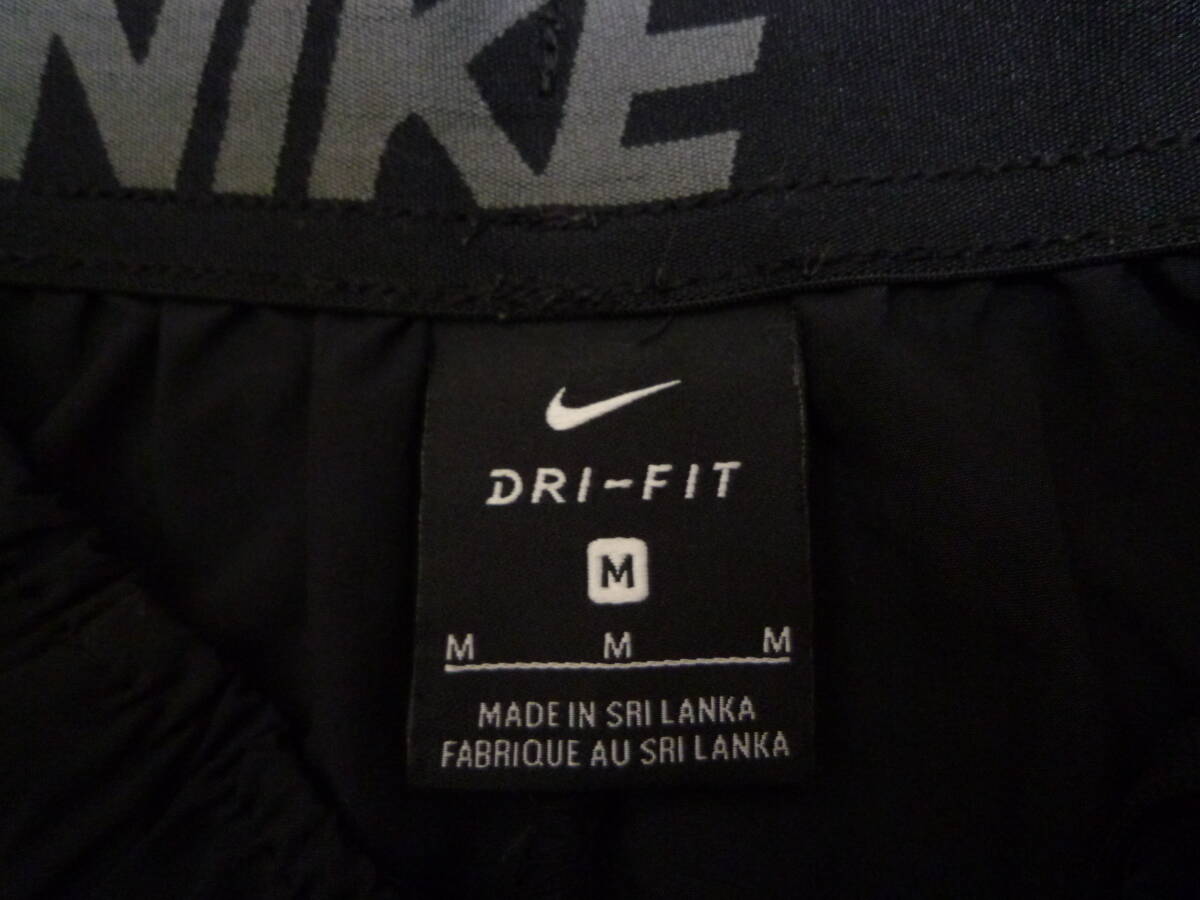 NIKE
DRI-FIT
M
M M M
MADE IN SRI LANKA
FABRIQUE AU SRI LANKA